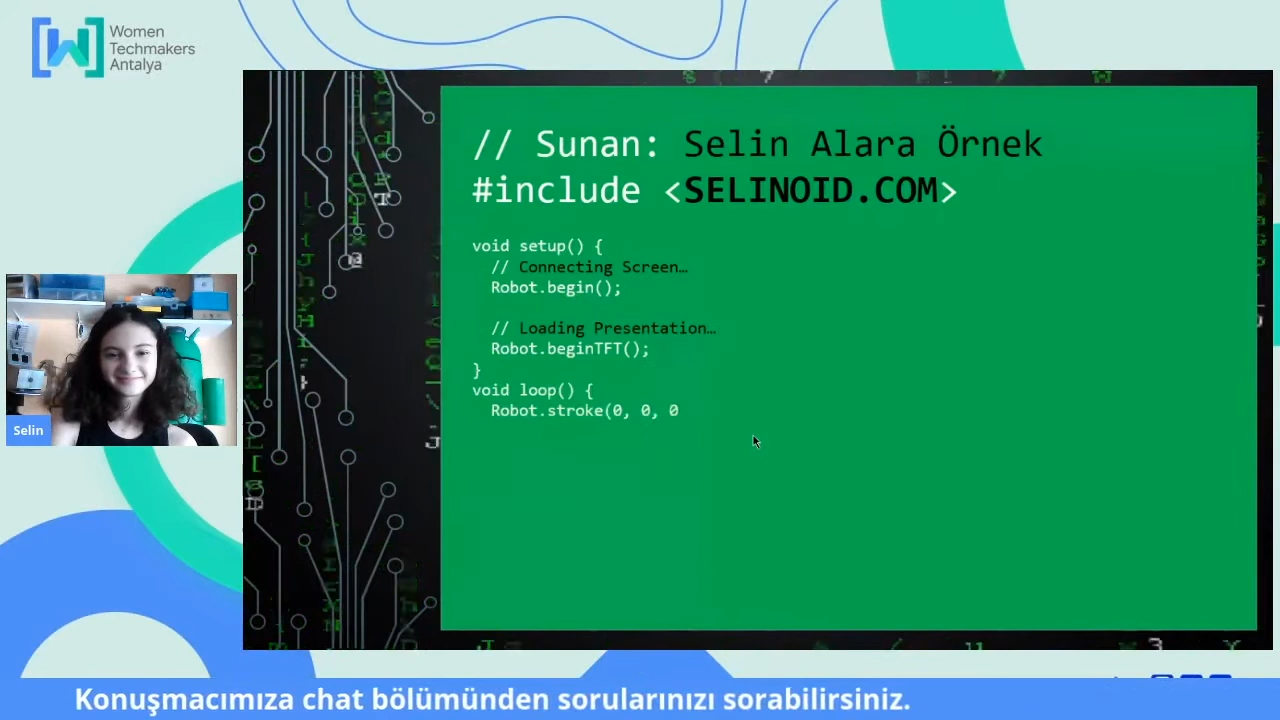 Women
Techmakers
Antalya
// Sunan: Selin Alara Örnek
#include <SELINOID.COM>
void setup() {
// Connecting Screen…
Robot.begin();
// Loading Presentation…
Robot.beginTFT();
}
void loop() {
Robot.stroke(0, 0, 0
Selin
Konuşmacımıza chat bölümünden sorularınızı sorabilirsiniz.